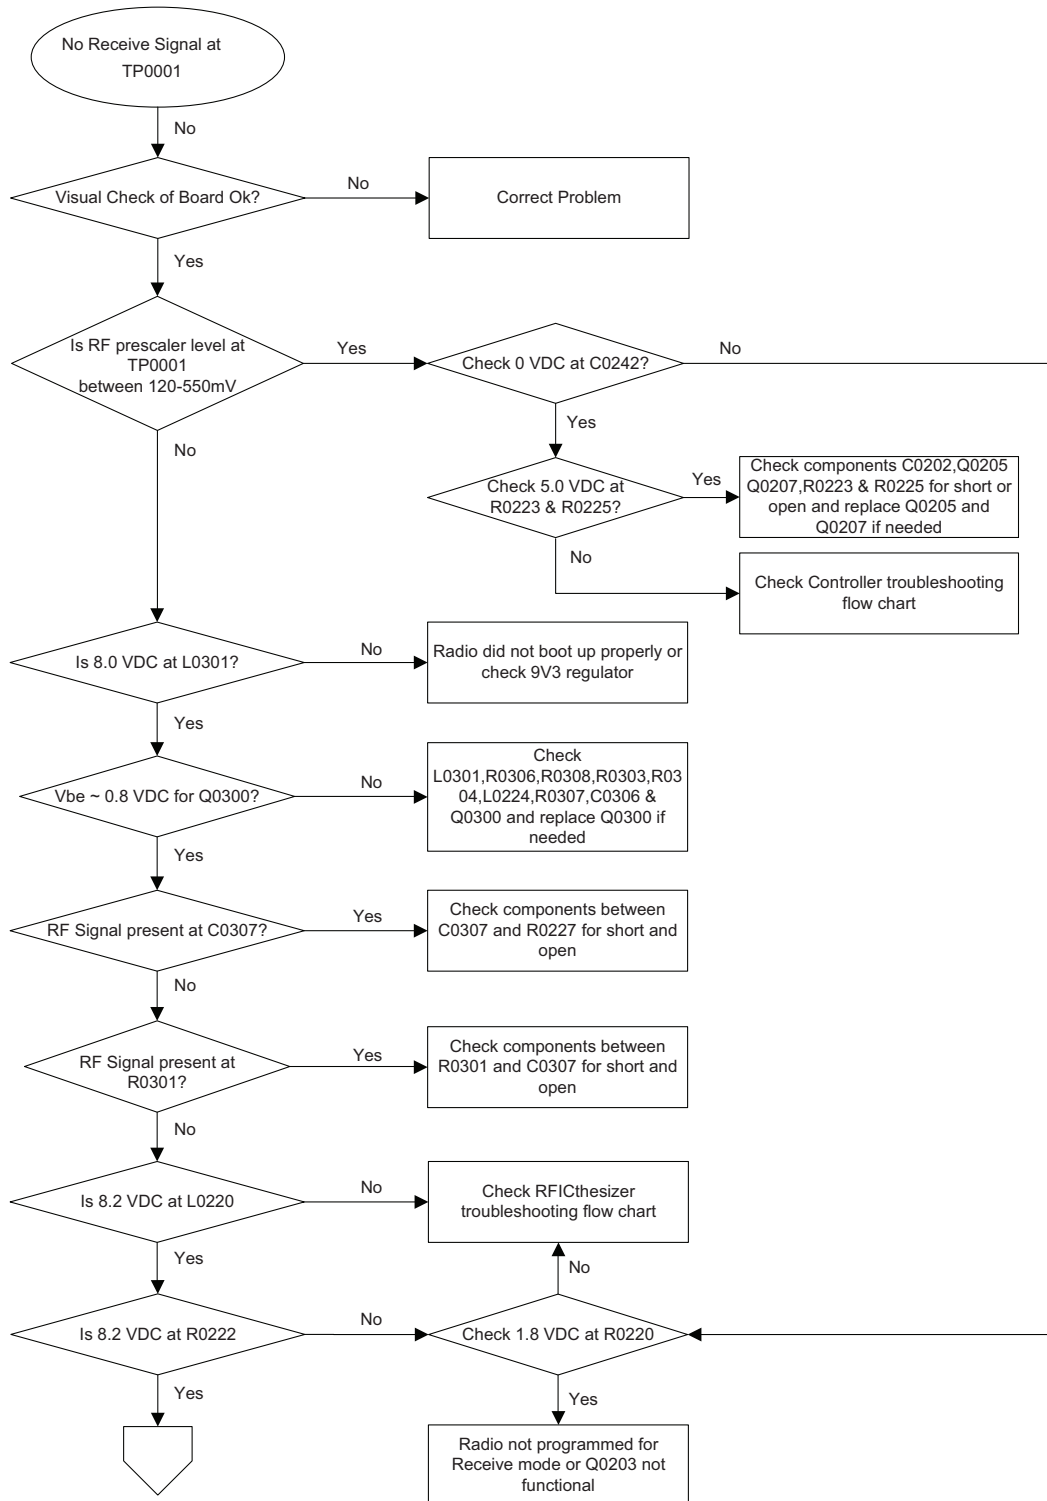 No Receive Signal at
TP0001
No
Visual Check of Board Ok?
No
Correct Problem
Yes
Is RF prescaler level at
TP0001
between 120-550mV
Yes
Check 0 VDC at C0242?
No
Yes
No
Check 5.0 VDC at
R0223 & R0225?
Yes
Check components C0202,Q0205
Q0207,R0223 & R0225 for short or
open and replace Q0205 and
Q0207 if needed
No
Check Controller troubleshooting
flow chart
Is 8.0 VDC at L0301?
No
Radio did not boot up properly or
check 9V3 regulator
Yes
Vbe ~ 0.8 VDC for Q0300?
No
Check
L0301,R0306,R0308,R0303,R03
04,L0224,R0307,C0306 &
Q0300 and replace Q0300 if
needed
Yes
RF Signal present at C0307?
Yes
Check components between
C0307 and R0227 for short and
open
No
RF Signal present at
R0301?
Yes
Check components between
R0301 and C0307 for short and
open
No
Is 8.2 VDC at L0220
No
Check RFICthesizer
troubleshooting flow chart
Yes
No
Is 8.2 VDC at R0222
No
Check 1.8 VDC at R0220
Yes
Yes
Radio not programmed for
Receive mode or Q0203 not
functional